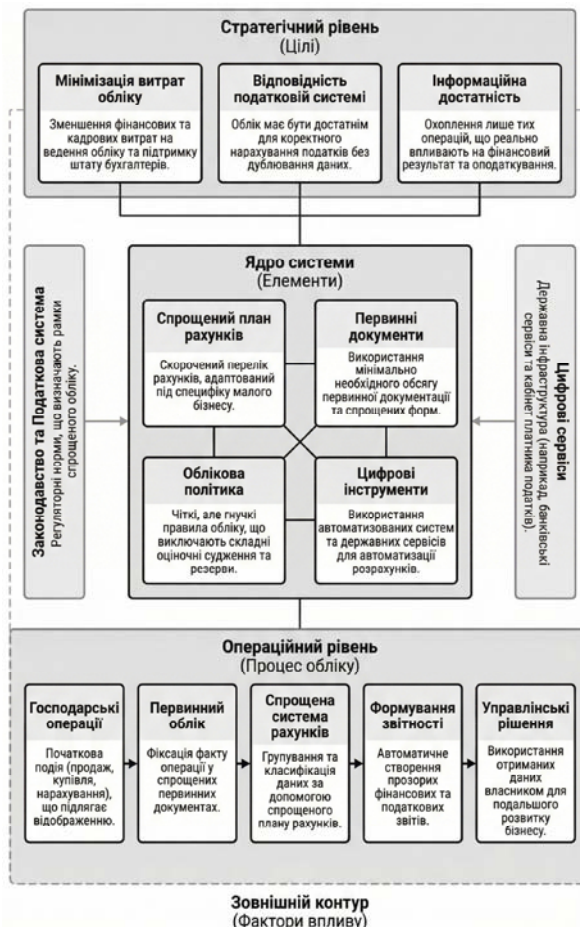 Стратегічний рівень
(Цілі)
Мінімізація витрат
обліку
Зменшення фінансових та
кадрових витрат на
ведення обліку та підтримку
штату бухгалтерів.
Відповідність
податковій системі
Облік має бути достатнім
для коректного
нарахування податків без
дублювання даних.
Інформаційна
достатність
Охоплення лише тих
операцій, що реально
впливають на фінансовий
результат та оподаткування.
Законодавство та Податкова система
Регуляторні норми, що визначають рамки
спрощеного обліку.
Ядро системи
(Елементи)
Спрощений план
рахунків
Скорочений перелік
рахунків, адаптований
під специфіку малого
бізнесу.
Первинні
документи
Використання
мінімально
необхідного обсягу
первинної документації
та спрощених форм.
Облікова
політика
Чіткі, але гнучкі
правила обліку, що
виключають складні
оціночні судження та
резерви.
Цифрові
інструменти
Використання
автоматизованих систем
та державних сервісів
для автоматизації
розрахунків.
Цифрові сервіси
Державна інфраструктура (наприкад, банківські
сервіси та кабінет платника податків).
Операційний рівень
(Процес обліку)
Господарські
операції
Початкова
подія (продаж,
купівля,
нарахування),
що підлягає
відображенню.
Первинний
облік
Фіксація факту
операції у
спрощених
первинних
документах.
Спрощена
система
рахунків
Групування та
класифікація
даних за
допомогою
спрощеного
плану рахунків.
Формування
звітності
Автоматичне
створення
прозорих
фінансових та
податкових
звітів.
Управлінські
рішення
Використання
отриманих даних
власником для
подальшого
розвитку
бізнесу.
Зовнішній контур
(Фактори впливу)